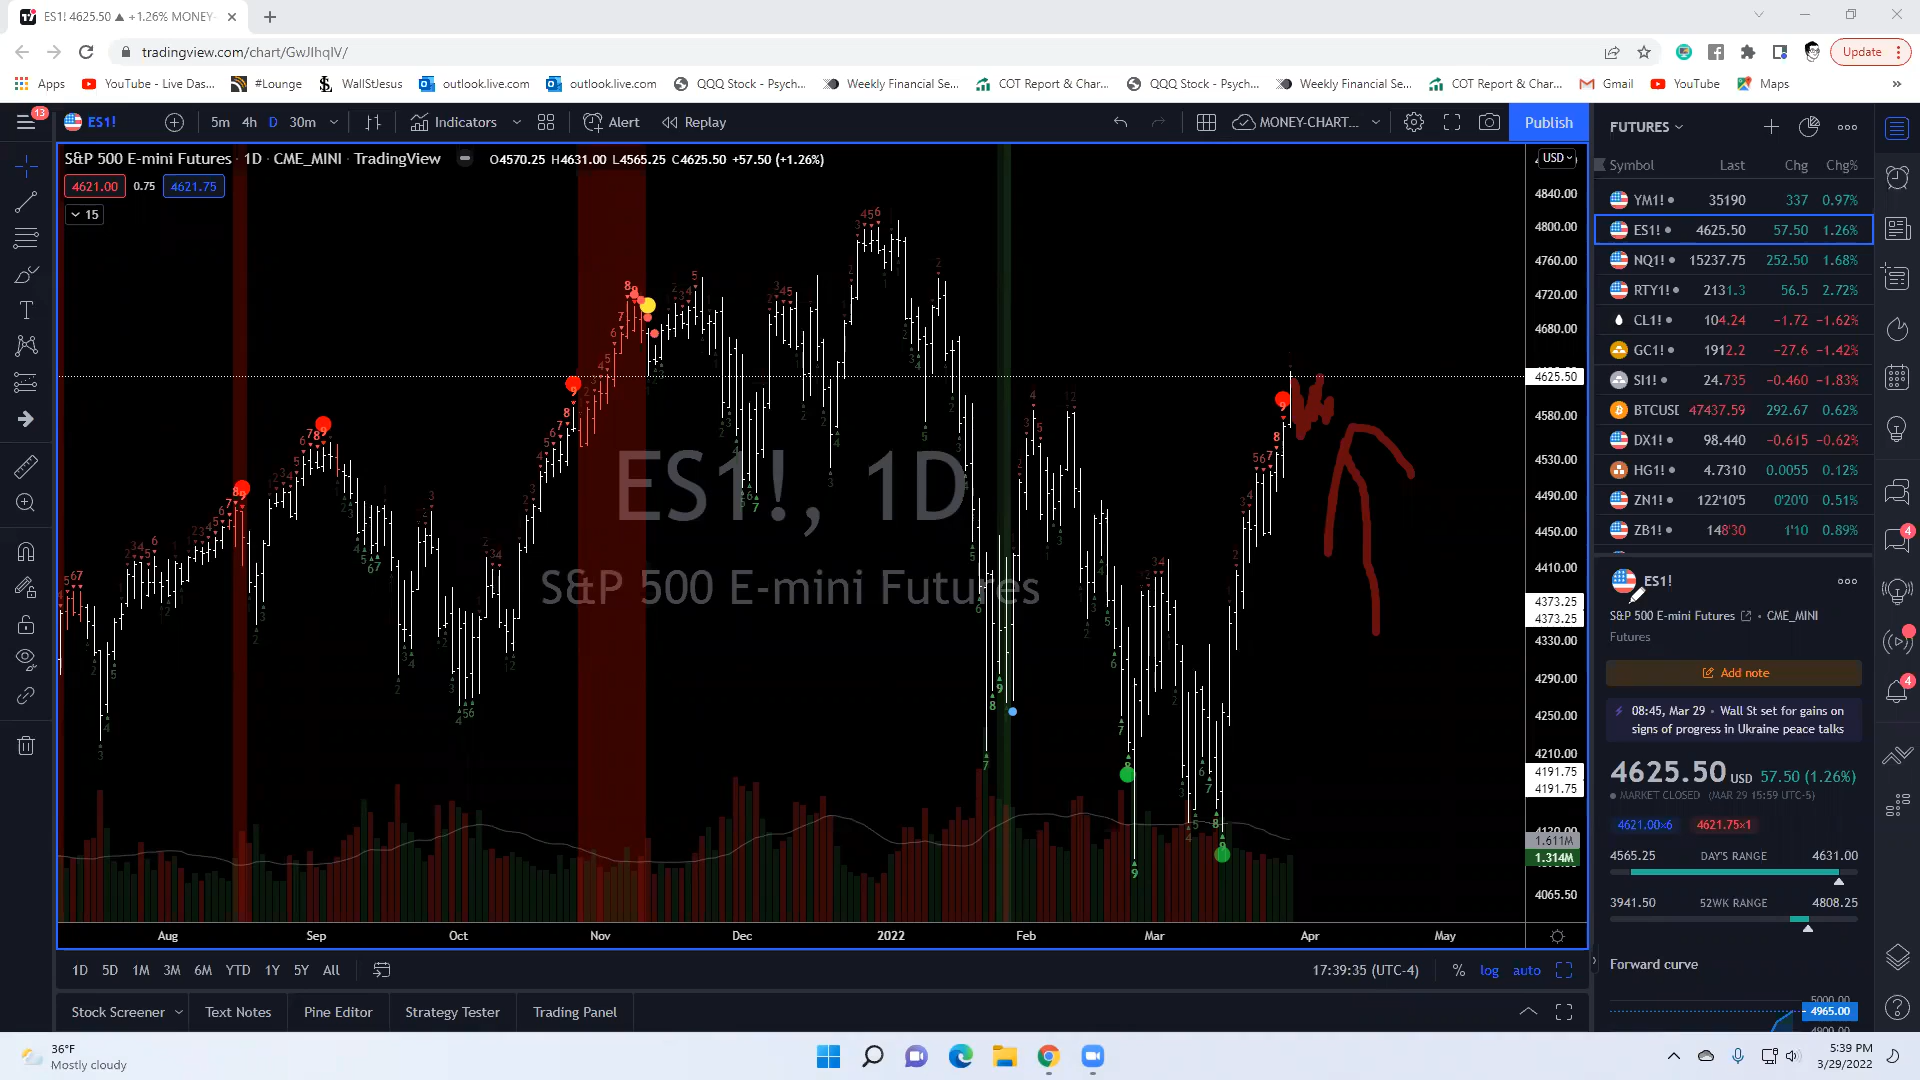 ES1! 4625.50 ▲ +1.26% MONEY-
tradingview.com/chart/GwJIhqIV/
Update
Apps
YouTube - Live Das...
#Lounge
WallStJesus
outlook.live.com
outlook.live.com
QQQ Stock - Psych...
Weekly Financial Se...
COT Report & Char...
QQQ Stock - Psych...
Weekly Financial Se...
COT Report & Char...
Gmail
YouTube
Maps
»
13
ES1!
5m 4h D 30m
Indicators
Alert
Replay
MONEY-CHART...
Publish
S&P 500 E-mini Futures · 1D · CME_MINI · TradingView
O4570.25 H4631.00 L4565.25 C4625.50 +57.50 (+1.26%)
4621.00 0.75 4621.75
15
USD
4840.00
4800.00
4760.00
4720.00
4680.00
4625.50
4580.00
4530.00
4490.00
4450.00
4410.00
4373.25
4373.25
4330.00
4290.00
4250.00
4210.00
4191.75
4191.75
1.611M
1.314M
4065.50
ES1!, 1D
S&P 500 E-mini Futures
Aug Sep Oct Nov Dec 2022 Feb Mar Apr May
1D 5D 1M 3M 6M YTD 1Y 5Y All
17:39:35 (UTC-4) % log auto
Stock Screener Text Notes Pine Editor Strategy Tester Trading Panel
FUTURES
Symbol Last Chg Chg%
YM1! 35190 337 0.97%
ES1! 4625.50 57.50 1.26%
NQ1! 15237.75 252.50 1.68%
RTY1! 2131.3 56.5 2.72%
CL1! 104.24 −1.72 −1.62%
GC1! 1912.2 −27.6 −1.42%
SI1! 24.735 −0.460 −1.83%
BTCUSD 47437.59 292.67 0.62%
DX1! 98.440 −0.615 −0.62%
HG1! 4.7310 0.0055 0.12%
ZN1! 122'10'5 0'20'0 0.51%
ZB1! 148'30 1'10 0.89%
ES1!
S&P 500 E-mini Futures • CME_MINI
Futures
Add note
08:45, Mar 29 • Wall St set for gains on
signs of progress in Ukraine peace talks
4625.50 USD 57.50 (1.26%)
MARKET CLOSED (MAR 29 15:59 UTC-5)
4621.00×6 4621.75×1
4565.25 DAY'S RANGE 4631.00
3941.50 52WK RANGE 4808.25
Forward curve
5000.00
4965.00
4900.00
4
4
4
36°F
Mostly cloudy
5:39 PM
3/29/2022